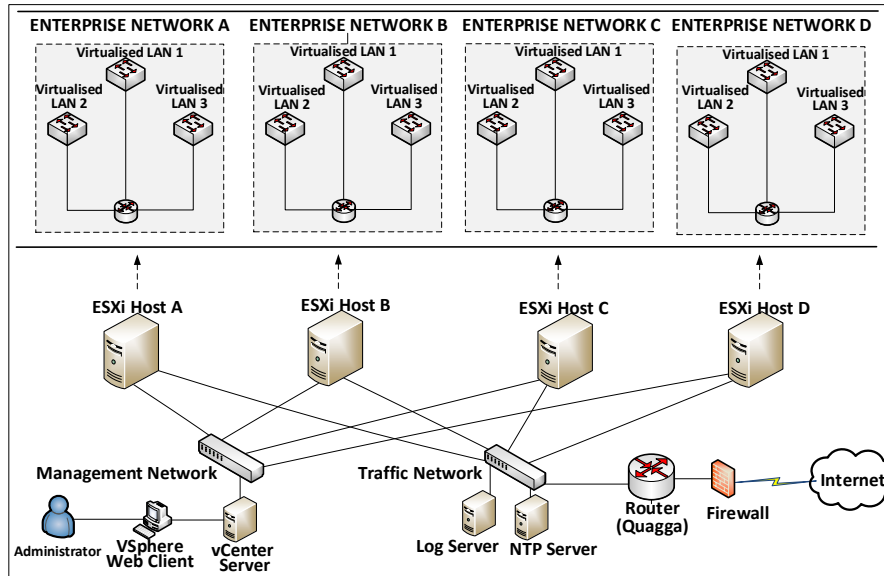 ENTERPRISE NETWORK A
ENTERPRISE NETWORK B
ENTERPRISE NETWORK C
ENTERPRISE NETWORK D
Virtualised LAN 1
Virtualised
LAN 2
Virtualised
LAN 3
Virtualised LAN 1
Virtualised
LAN 2
Virtualised
LAN 3
Virtualised LAN 1
Virtualised
LAN 2
Virtualised
LAN 3
Virtualised LAN 1
Virtualised
LAN 2
Virtualised
LAN 3
ESXi Host A
ESXi Host B
ESXi Host C
ESXi Host D
Management Network
Traffic Network
Administrator
VSphere
Web Client
vCenter
Server
Log Server
NTP Server
Router
(Quagga)
Firewall
Internet